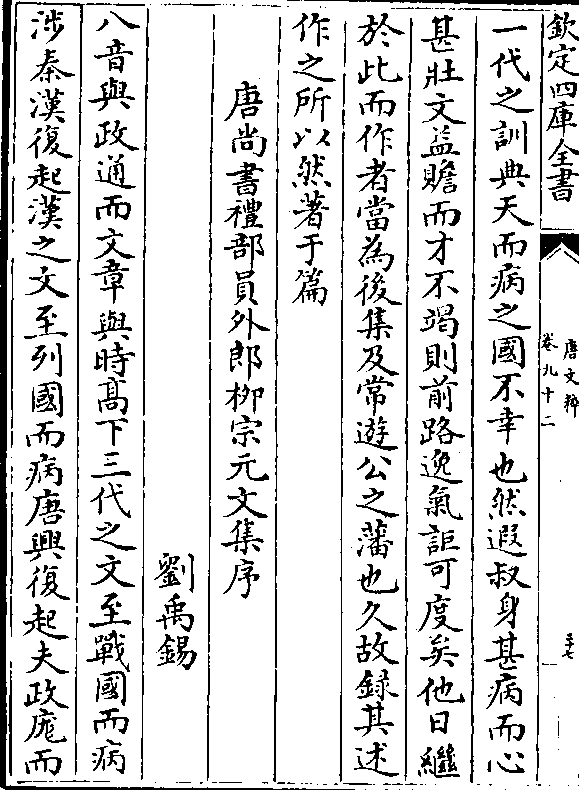 欽定四庫全書
唐文粹
卷九十二
三十七
一代之訓典天而病之國不幸也然遐叔身甚病而心
甚壯文益贍而才不竭則前路逸氣詎可度矣他日繼
於此而作者當為後集及常遊公之藩也久故録其述
作之所以然著于篇
唐尚書禮部員外郎栁宗元文集序
劉禹錫
八音與政通而文章與時髙下三代之文至戰國而病
涉秦漢復起漢之文至列國而病唐興復起夫政厖而